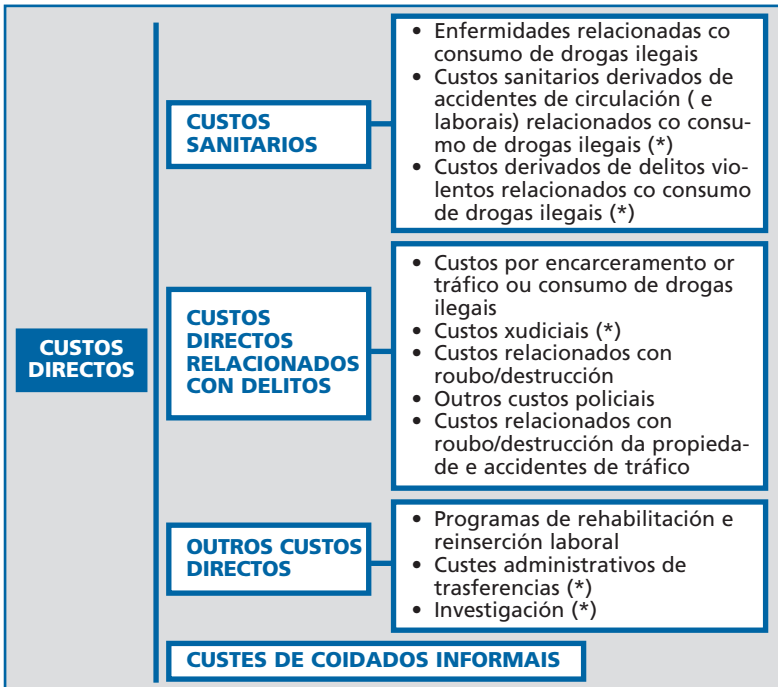 CUSTOS
DIRECTOS
CUSTOS
SANITARIOS
• Enfermidades relacionadas co
consumo de drogas ilegais
• Custos sanitarios derivados de
accidentes de circulación ( e
laborais) relacionados co consu-
mo de drogas ilegais (*)
• Custos derivados de delitos vio-
lentos relacionados co consumo
de drogas ilegais (*)
CUSTOS
DIRECTOS
RELACIONADOS
CON DELITOS
• Custos por encarceramento or
tráfico ou consumo de drogas
ilegais
• Custos xudiciais (*)
• Custos relacionados con
roubo/destrucción
• Outros custos policiais
• Custos relacionados con
roubo/destrucción da propieda-
de e accidentes de tráfico
OUTROS CUSTOS
DIRECTOS
• Programas de rehabilitación e
reinserción laboral
• Custes administrativos de
trasferencias (*)
• Investigación (*)
CUSTES DE COIDADOS INFORMAIS